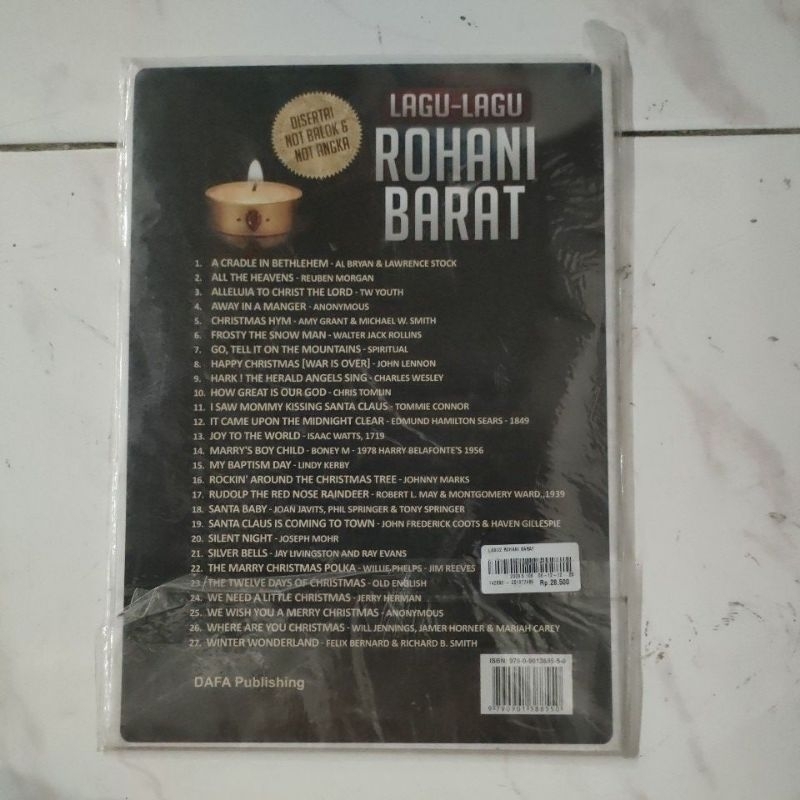 DISERTAI
NOT BALOK &
NOT ANGKA
LAGU-LAGU
ROHANI
BARAT
1. A CRADLE IN BETHLEHEM - AL BRYAN & LAWRENCE STOCK
2. ALL THE HEAVENS - REUBEN MORGAN
3. ALLELUIA TO CHRIST THE LORD - TW YOUTH
4. AWAY IN A MANGER - ANONYMOUS
5. CHRISTMAS HYM - AMY GRANT & MICHAEL W. SMITH
6. FROSTY THE SNOW MAN - WALTER JACK ROLLINS
7. GO, TELL IT ON THE MOUNTAINS - SPIRITUAL
8. HAPPY CHRISTMAS [WAR IS OVER] - JOHN LENNON
9. HARK ! THE HERALD ANGELS SING - CHARLES WESLEY
10. HOW GREAT IS OUR GOD - CHRIS TOMLIN
11. I SAW MOMMY KISSING SANTA CLAUS - TOMMIE CONNOR
12. IT CAME UPON THE MIDNIGHT CLEAR - EDMUND HAMILTON SEARS - 1849
13. JOY TO THE WORLD - ISAAC WATTS, 1719
14. MARRY'S BOY CHILD - BONEY M - 1978 HARRY BELAFONTE'S 1956
15. MY BAPTISM DAY - LINDY KERBY
16. ROCKIN' AROUND THE CHRISTMAS TREE - JOHNNY MARKS
17. RUDOLP THE RED NOSE RAINDEER - ROBERT L. MAY & MONTGOMERY WARD.,1939
18. SANTA BABY - JOAN JAVITS, PHIL SPRINGER & TONY SPRINGER
19. SANTA CLAUS IS COMING TO TOWN - JOHN FREDERICK COOTS & HAVEN GILLESPIE
20. SILENT NIGHT - JOSEPH MOHR
21. SILVER BELLS - JAY LIVINGSTON AND RAY EVANS
22. THE MARRY CHRISTMAS POLKA - WILLIE PHELPS - JIM REEVES
23. THE TWELVE DAYS OF CHRISTMAS - OLD ENGLISH
24. WE NEED A LITTLE CHRISTMAS - JERRY HERMAN
25. WE WISH YOU A MERRY CHRISTMAS - ANONYMOUS
26. WHERE ARE YOU CHRISTMAS - WILL JENNINGS, JAMER HORNER & MARIAH CAREY
27. WINTER WONDERLAND - FELIX BERNARD & RICHARD B. SMITH
ROHANI BARAT
Rp.28.500
DAFA Publishing
ISBN: